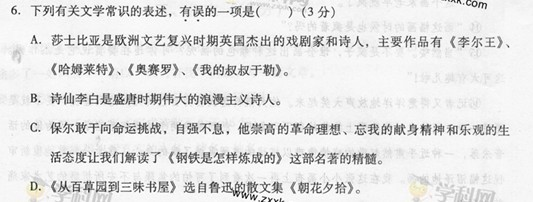 6. 下列有关文学常识的表述，有误的一项是(　　)(3 分)
A. 莎士比亚是欧洲文艺复兴时期英国杰出的戏剧家和诗人，主要作品有《李尔王》、
《哈姆莱特》、《奥赛罗》、《我的叔叔于勒》。
B. 诗仙李白是盛唐时期伟大的浪漫主义诗人。
C. 保尔敢于向命运挑战，自强不息，他崇高的革命理想、忘我的献身精神和乐观的生
活态度让我们解读了《钢铁是怎样炼成的》这部名著的精髓。
D. 《从百草园到三昧书屋》选自鲁迅的散文集《朝花夕拾》。
学科网